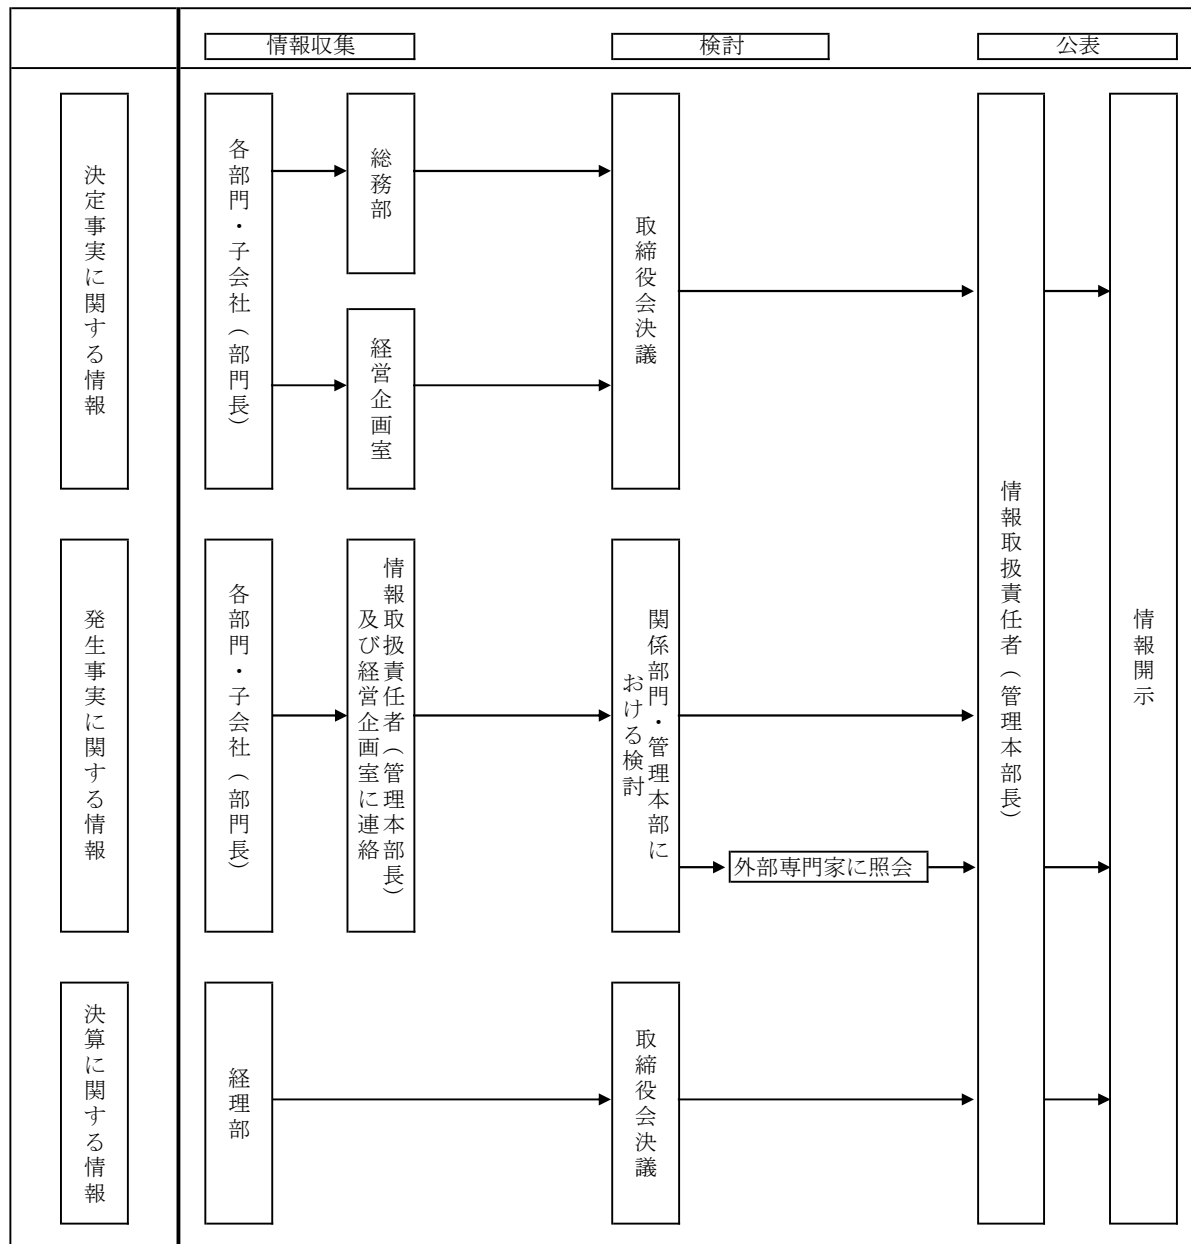 情報収集
検討
公表
決定事実に関する情報
各部門・子会社（部門長）
総務部
経営企画室
取締役会決議
発生事実に関する情報
各部門・子会社（部門長）
情報取扱責任者（管理本部長）
及び経営企画室に連絡
関係部門・管理本部に
おける検討
外部専門家に照会
決算に関する情報
経理部
取締役会決議
情報取扱責任者（管理本部長）
情報開示